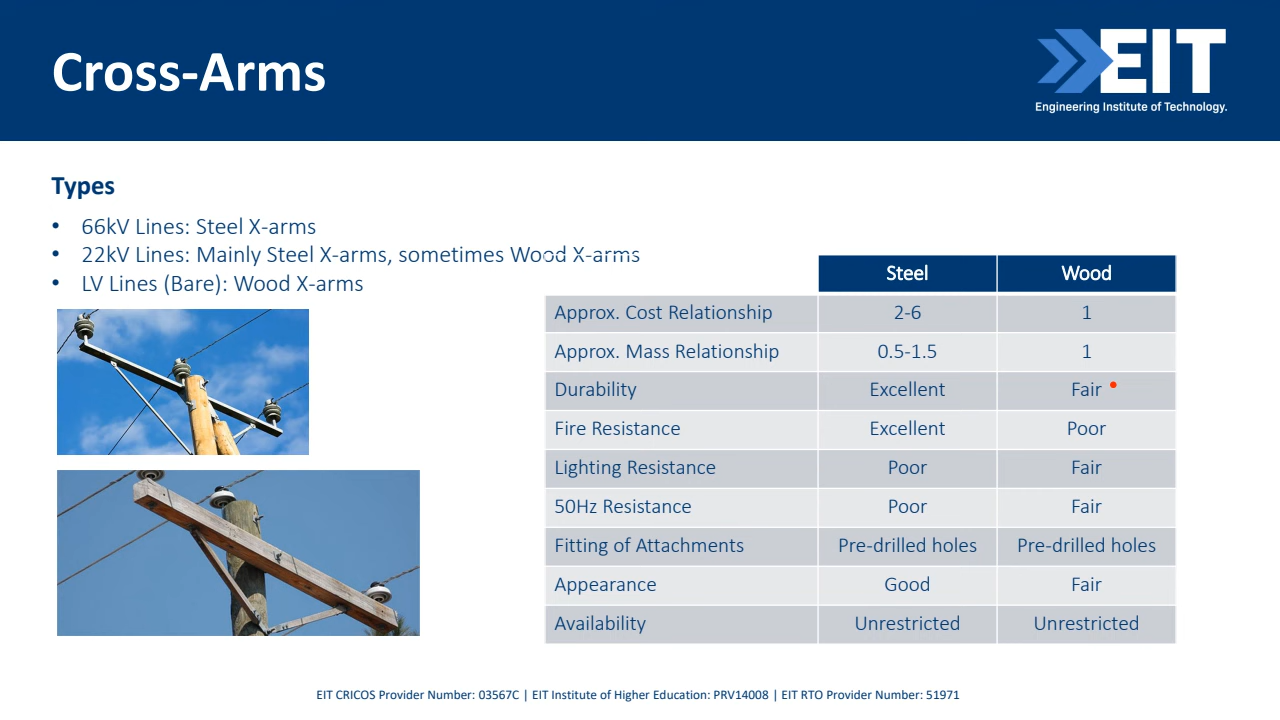 Cross-Arms
EIT
Engineering Institute of Technology.
Types
• 66kV Lines: Steel X-arms
• 22kV Lines: Mainly Steel X-arms, sometimes Wood X-arms
• LV Lines (Bare): Wood X-arms
Steel Wood
Approx. Cost Relationship 2-6 1
Approx. Mass Relationship 0.5-1.5 1
Durability Excellent Fair
Fire Resistance Excellent Poor
Lighting Resistance Poor Fair
50Hz Resistance Poor Fair
Fitting of Attachments Pre-drilled holes Pre-drilled holes
Appearance Good Fair
Availability Unrestricted Unrestricted
EIT CRICOS Provider Number: 03567C | EIT Institute of Higher Education: PRV14008 | EIT RTO Provider Number: 51971